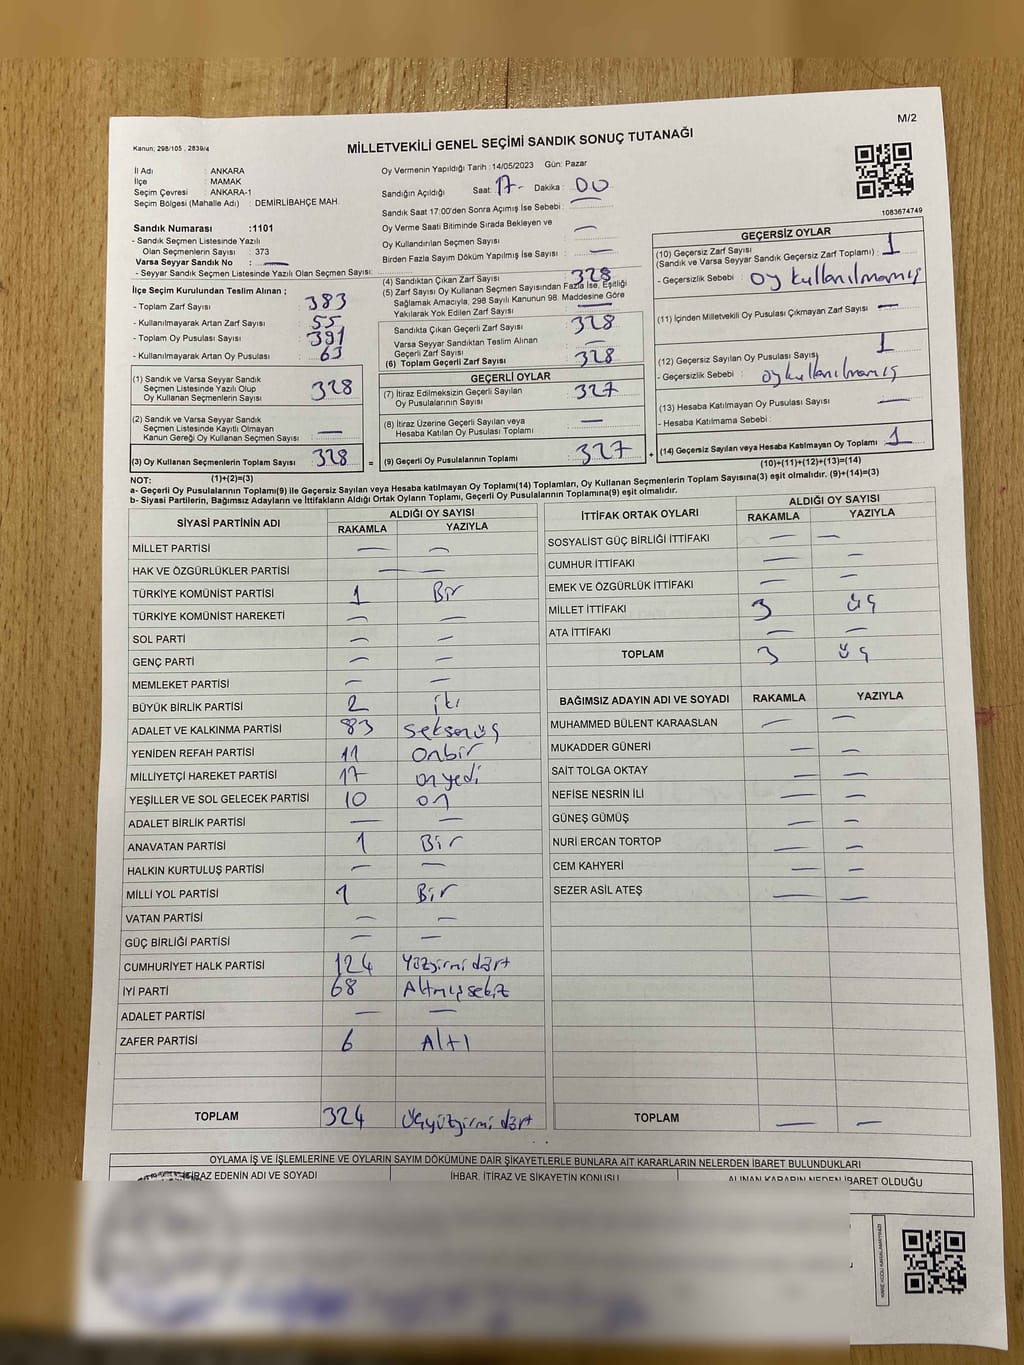 M/2
Kanun; 298/105 , 2839/4
MİLLETVEKİLİ GENEL SEÇİMİ SANDIK SONUÇ TUTANAĞI
İl Adı : ANKARA
İlçe : MAMAK
Seçim Çevresi : ANKARA-1
Seçim Bölgesi (Mahalle Adı) : DEMİRLİBAHÇE MAH.
Sandık Numarası :1101
- Sandık Seçmen Listesinde Yazılı
Olan Seçmenlerin Sayısı : 373
Varsa Seyyar Sandık No : —
- Seyyar Sandık Seçmen Listesinde Yazılı Olan Seçmen Sayısı:
İlçe Seçim Kurulundan Teslim Alınan ;
- Toplam Zarf Sayısı : 383
- Kullanılmayarak Artan Zarf Sayısı : 55
- Toplam Oy Pusulası Sayısı : 391
- Kullanılmayarak Artan Oy Pusulası : 63
(1) Sandık ve Varsa Seyyar Sandık
Seçmen Listesinde Yazılı Olup
Oy Kullanan Seçmenlerin Sayısı 328
(2) Sandık ve Varsa Seyyar Sandık
Seçmen Listesinde Kayıtlı Olmayan
Kanun Gereği Oy Kullanan Seçmen Sayısı —
(3) Oy Kullanan Seçmenlerin Toplam Sayısı 328 =
Oy Vermenin Yapıldığı Tarih : 14/05/2023 Gün: Pazar
Sandığın Açıldığı Saat : 17- Dakika : 00
Sandık Saat 17:00'den Sonra Açımış İse Sebebi :
Oy Verme Saati Bitiminde Sırada Bekleyen ve
Oy Kullandırılan Seçmen Sayısı : —
Birden Fazla Sayım Döküm Yapılmış İse Sayısı : —
(4) Sandıktan Çıkan Zarf Sayısı : 328
(5) Zarf Sayısı Oy Kullanan Seçmen Sayısından Fazla İse, Eşitliği
Sağlamak Amacıyla, 298 Sayılı Kanunun 98. Maddesine Göre
Yakılarak Yok Edilen Zarf Sayısı : —
Sandıkta Çıkan Geçerli Zarf Sayısı : 328
Varsa Seyyar Sandıktan Teslim Alınan
Geçerli Zarf Sayısı : —
(6) Toplam Geçerli Zarf Sayısı : 328
GEÇERLİ OYLAR
(7) İtiraz Edilmeksizin Geçerli Sayılan
Oy Pusulalarının Sayısı : 327
(8) İtiraz Üzerine Geçerli Sayılan veya
Hesaba Katılan Oy Pusulası Toplamı : —
(9) Geçerli Oy Pusulalarının Toplamı : 327 +
1083674749
GEÇERSİZ OYLAR
(10) Geçersiz Zarf Sayısı
(Sandık ve Varsa Seyyar Sandık Geçersiz Zarf Toplamı) : 1
- Geçersizlik Sebebi : oy kullanılmamış
(11) İçinden Milletvekili Oy Pusulası Çıkmayan Zarf Sayısı : —
(12) Geçersiz Sayılan Oy Pusulası Sayısı : 1
- Geçersizlik Sebebi : oy kullanılmamış
(13) Hesaba Katılmayan Oy Pusulası Sayısı : —
- Hesaba Katmama Sebebi :
(14) Geçersiz Sayılan veya Hesaba Katılmayan Oy Toplamı : 1
NOT: (1)+(2)=(3) (10)+(11)+(12)+(13)=(14)
a- Geçerli Oy Pusulalarının Toplamı(9) ile Geçersiz Sayılan veya Hesaba katılmayan Oy Toplamı(14) Toplamları, Oy Kullanan Seçmenlerin Toplam Sayısına(3) eşit olmalıdır. (9)+(14)=(3)
b- Siyasi Partilerin, Bağımsız Adayların ve İttifakların Aldığı Ortak Oyların Toplamı, Geçerli Oy Pusulalarının Toplamına(9) eşit olmalıdır.
SİYASİ PARTİNİN ADI ALDIĞI OY SAYISI
RAKAMLA YAZIYLA
MİLLET PARTİSİ — —
HAK VE ÖZGÜRLÜKLER PARTİSİ — —
TÜRKİYE KOMÜNİST PARTİSİ 1 Bir
TÜRKİYE KOMÜNİST HAREKETİ — —
SOL PARTİ — —
GENÇ PARTİ — —
MEMLEKET PARTİSİ — —
BÜYÜK BİRLİK PARTİSİ 2 iki
ADALET VE KALKINMA PARTİSİ 83 seksenüç
YENİDEN REFAH PARTİSİ 11 Onbir
MİLLİYETÇİ HAREKET PARTİSİ 17 onyedi
YEŞİLLER VE SOL GELECEK PARTİSİ 10 on
ADALET BİRLİK PARTİSİ — —
ANAVATAN PARTİSİ 1 Bir
HALKIN KURTULUŞ PARTİSİ — —
MİLLİ YOL PARTİSİ 1 Bir
VATAN PARTİSİ — —
GÜÇ BİRLİĞİ PARTİSİ — —
CUMHURİYET HALK PARTİSİ 124 Yüzyirmi dört
İYİ PARTİ 68 Altmışsekiz
ADALET PARTİSİ — —
ZAFER PARTİSİ 6 Altı
TOPLAM 324 üçyüzyirmi dört
İTTİFAK ORTAK OYLARI ALDIĞI OY SAYISI
RAKAMLA YAZIYLA
SOSYALİST GÜÇ BİRLİĞİ İTTİFAKI — —
CUMHUR İTTİFAKI — —
EMEK VE ÖZGÜRLÜK İTTİFAKI — —
MİLLET İTTİFAKI 3 üç
ATA İTTİFAKI — —
TOPLAM 3 üç
BAĞIMSIZ ADAYIN ADI VE SOYADI RAKAMLA YAZIYLA
MUHAMMED BÜLENT KARAASLAN — —
MUKADDER GÜNERİ — —
SAİT TOLGA OKTAY — —
NEFİSE NESRİN İLİ — —
GÜNEŞ GÜMÜŞ — —
NURİ ERCAN TORTOP — —
CEM KAHYERİ — —
SEZER ASİL ATEŞ — —
TOPLAM — —
OYLAMA İŞ VE İŞLEMLERİNE VE OYLARIN SAYIM DÖKÜMÜNE DAİR ŞİKAYETLERLE BUNLARA AİT KARARLARIN NELERDEN İBARET BULUNDUKLARI
İTİRAZ EDENİN ADI VE SOYADI İHBAR, İTİRAZ VE ŞİKAYETİN KONUSU ALINAN KARARIN NEDEN İBARET OLDUĞU